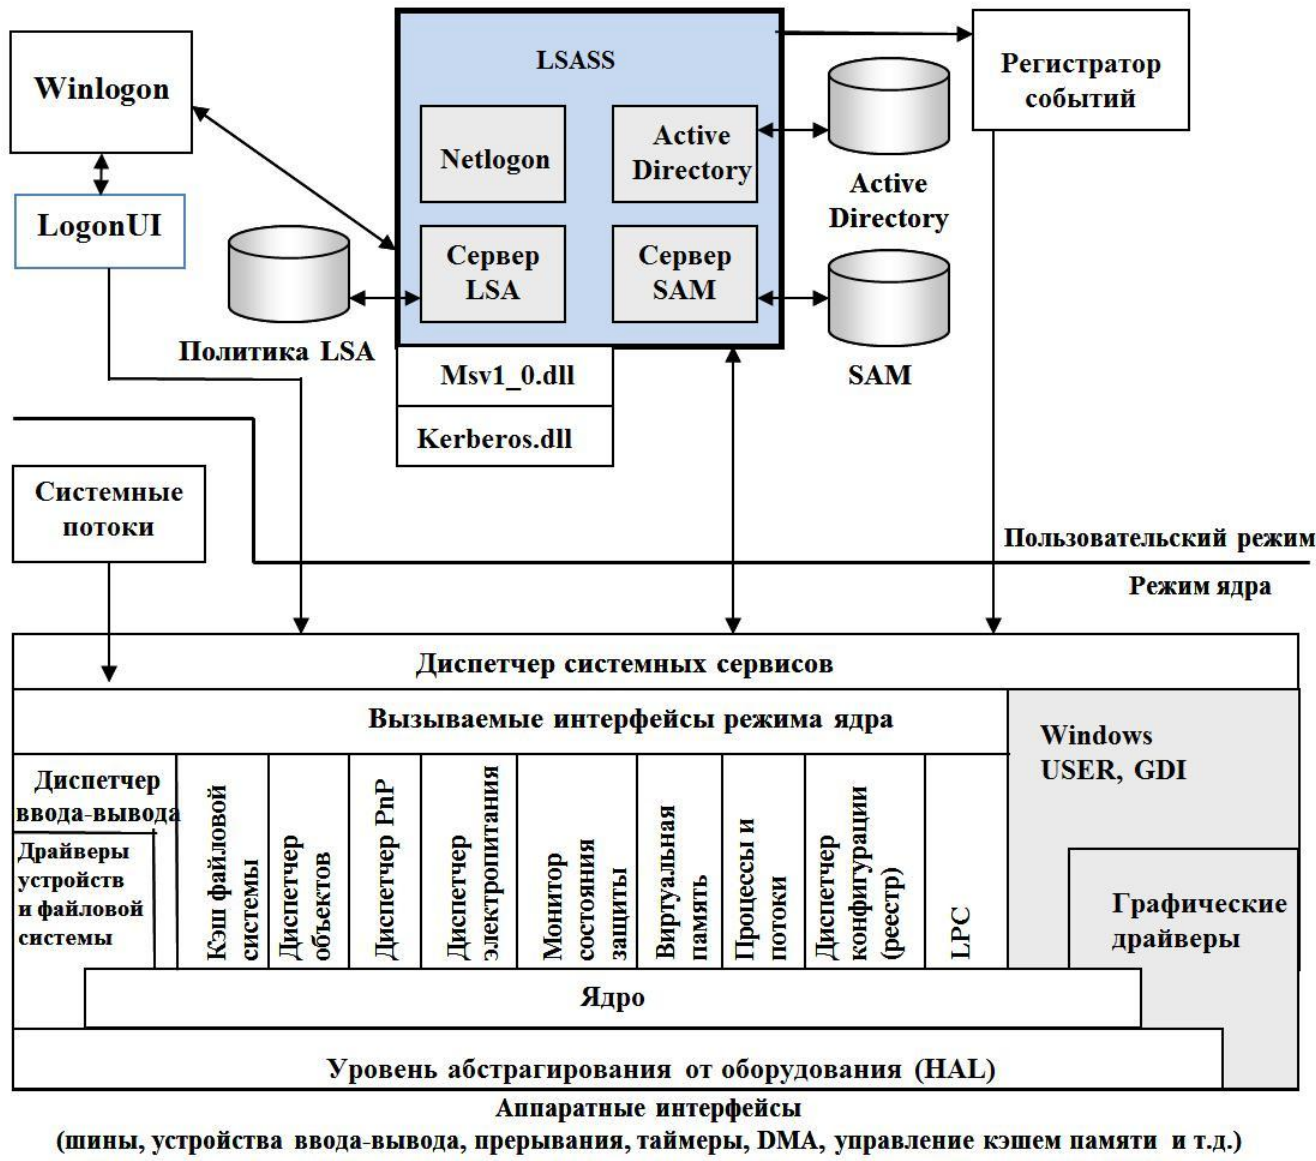 Winlogon
LogonUI
LSASS
Netlogon
Active
Directory
Сервер
LSA
Сервер
SAM
Регистратор
событий
Active
Directory
SAM
Политика LSA
Msv1_0.dll
Kerberos.dll
Системные
потоки
Пользовательский режим
Режим ядра
Диспетчер системных сервисов
Вызываемые интерфейсы режима ядра
Windows
USER, GDI
Диспетчер
ввода-вывода
Драйверы
устройств
и файловой
системы
Кэш файловой
системы
Диспетчер
объектов
Диспетчер PnP
Диспетчер
электропитания
Монитор
состояния
защиты
Виртуальная
память
Процессы и
потоки
Диспетчер
конфигурации
(реестр)
LPC
Графические
драйверы
Ядро
Уровень абстрагирования от оборудования (HAL)
Аппаратные интерфейсы
(шины, устройства ввода-вывода, прерывания, таймеры, DMA, управление кэшем памяти и т.д.)